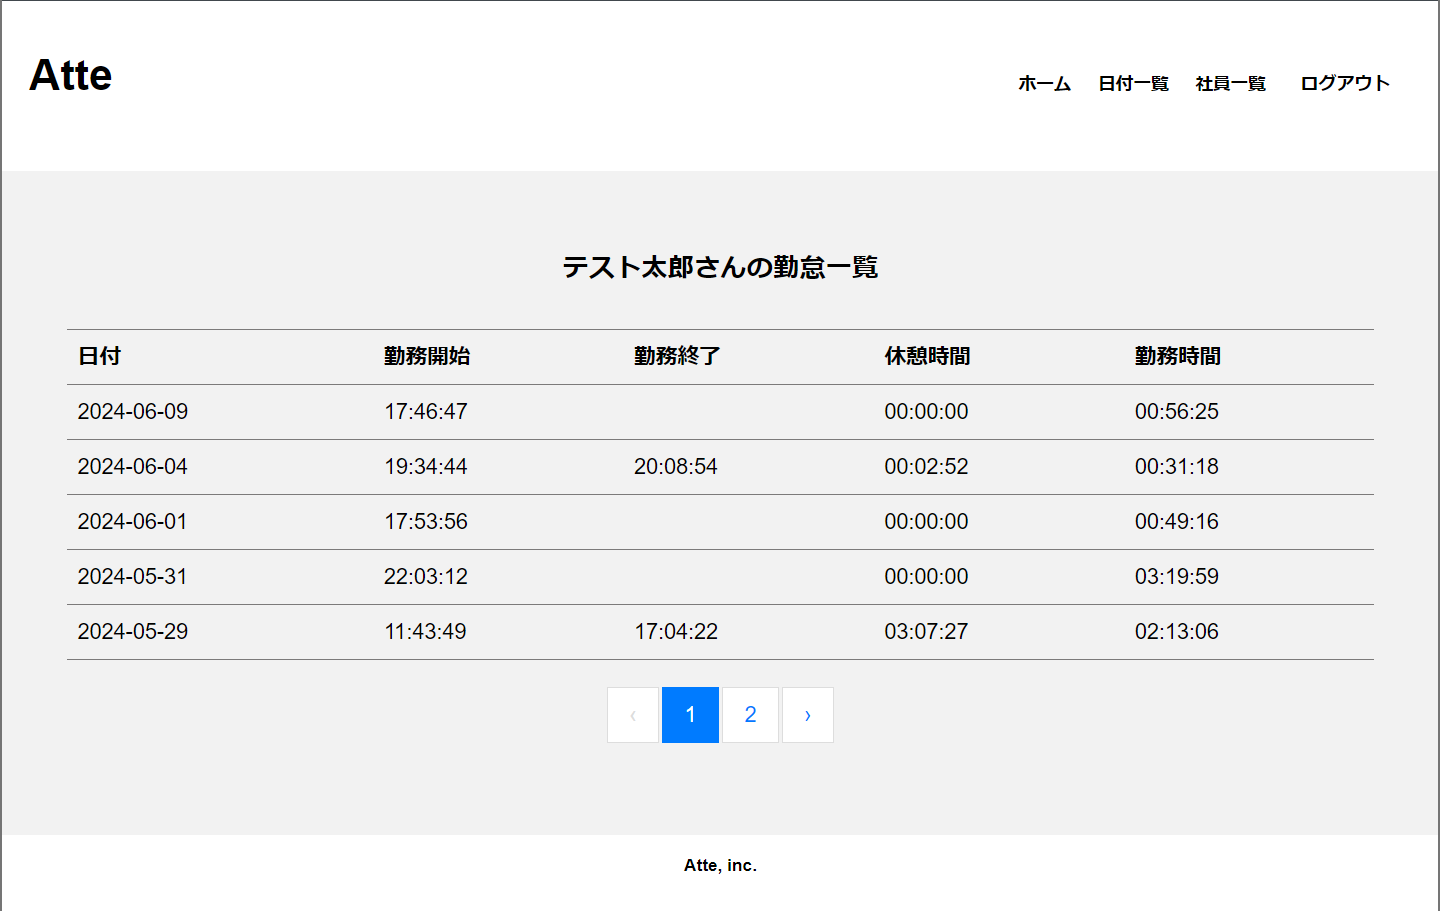 Atte
ホーム 日付一覧 社員一覧 ログアウト
テスト太郎さんの勤怠一覧
日付 勤務開始 勤務終了 休憩時間 勤務時間
2024-06-09 17:46:47 00:00:00 00:56:25
2024-06-04 19:34:44 20:08:54 00:02:52 00:31:18
2024-06-01 17:53:56 00:00:00 00:49:16
2024-05-31 22:03:12 00:00:00 03:19:59
2024-05-29 11:43:49 17:04:22 03:07:27 02:13:06
‹ 1 2 ›
Atte, inc.